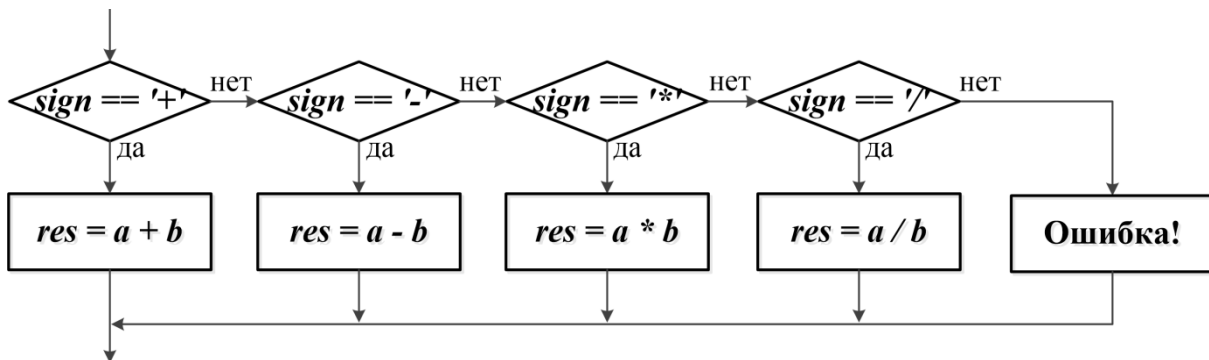 sign == '+'
нет
sign == '-'
нет
sign == '*'
нет
sign == '/'
нет
да
да
да
да
res = a + b
res = a - b
res = a * b
res = a / b
Ошибка!